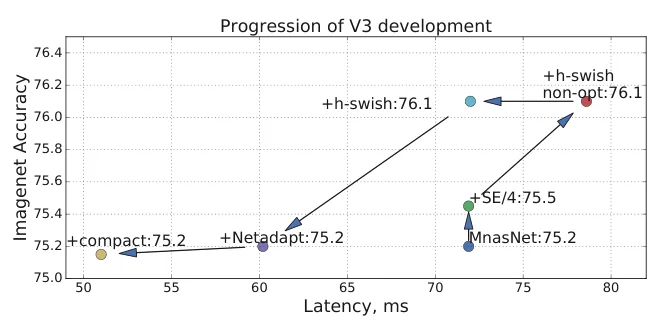 Progression of V3 development
76.4
76.2
76.0
75.8
75.6
75.4
75.2
75.0
Imagenet Accuracy
+h-swish
non-opt:76.1
+h-swish:76.1
+SE/4:75.5
MnasNet:75.2
+Netadapt:75.2
+compact:75.2
50
55
60
65
70
75
80
Latency, ms